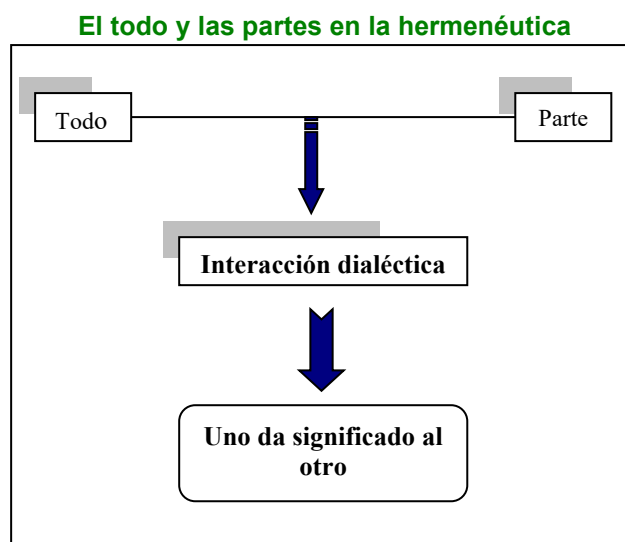 El todo y las partes en la hermenéutica
Todo
Parte
Interacción dialéctica
Uno da significado al
otro